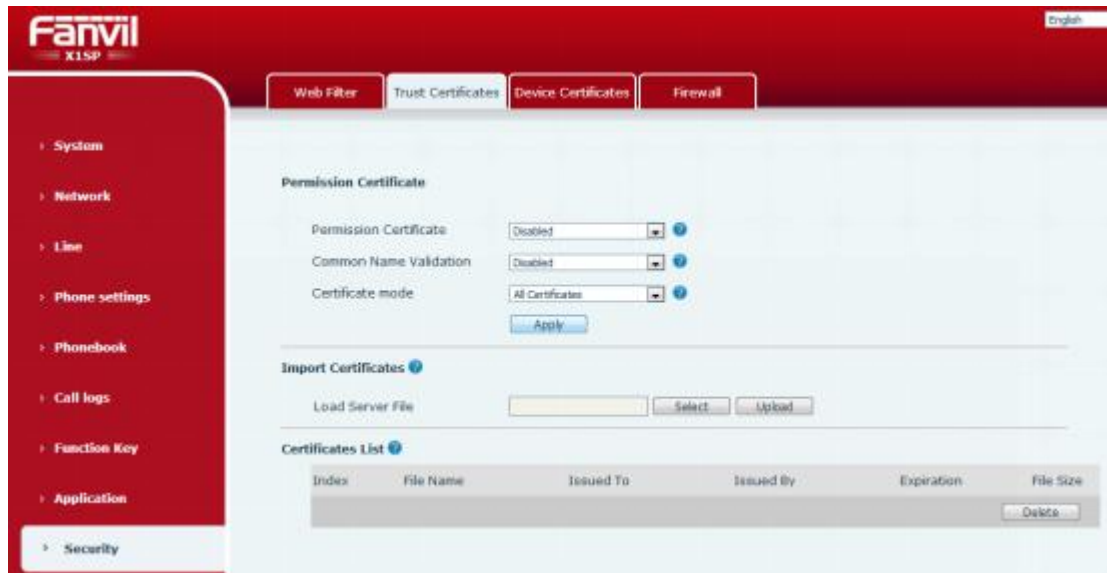 English
Fanvil
X1SP
Web Filter Trust Certificates Device Certificates Firewall
System
Network
Line
Phone settings
Phonebook
Call logs
Function Key
Application
Security
Permission Certificate
Permission Certificate Disabled
Common Name Validation Disabled
Certificate mode All Certificates
Apply
Import Certificates
Load Server File Select Upload
Certificates List
Index File Name Issued To Issued By Expiration File Size
Delete